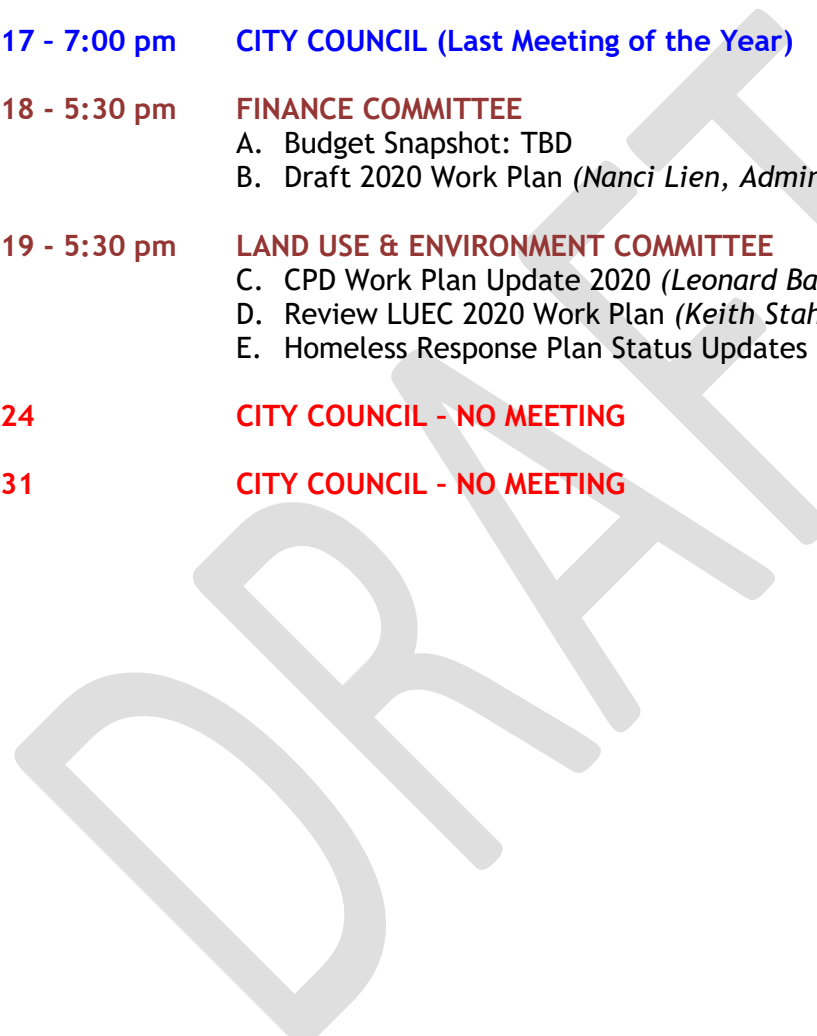 17 – 7:00 pm CITY COUNCIL (Last Meeting of the Year)
18 - 5:30 pm FINANCE COMMITTEE
A. Budget Snapshot: TBD
B. Draft 2020 Work Plan (Nanci Lien, Admin
19 - 5:30 pm LAND USE & ENVIRONMENT COMMITTEE
C. CPD Work Plan Update 2020 (Leonard Ba
D. Review LUEC 2020 Work Plan (Keith Stah
E. Homeless Response Plan Status Updates
24 CITY COUNCIL – NO MEETING
31 CITY COUNCIL – NO MEETING
DRAFT